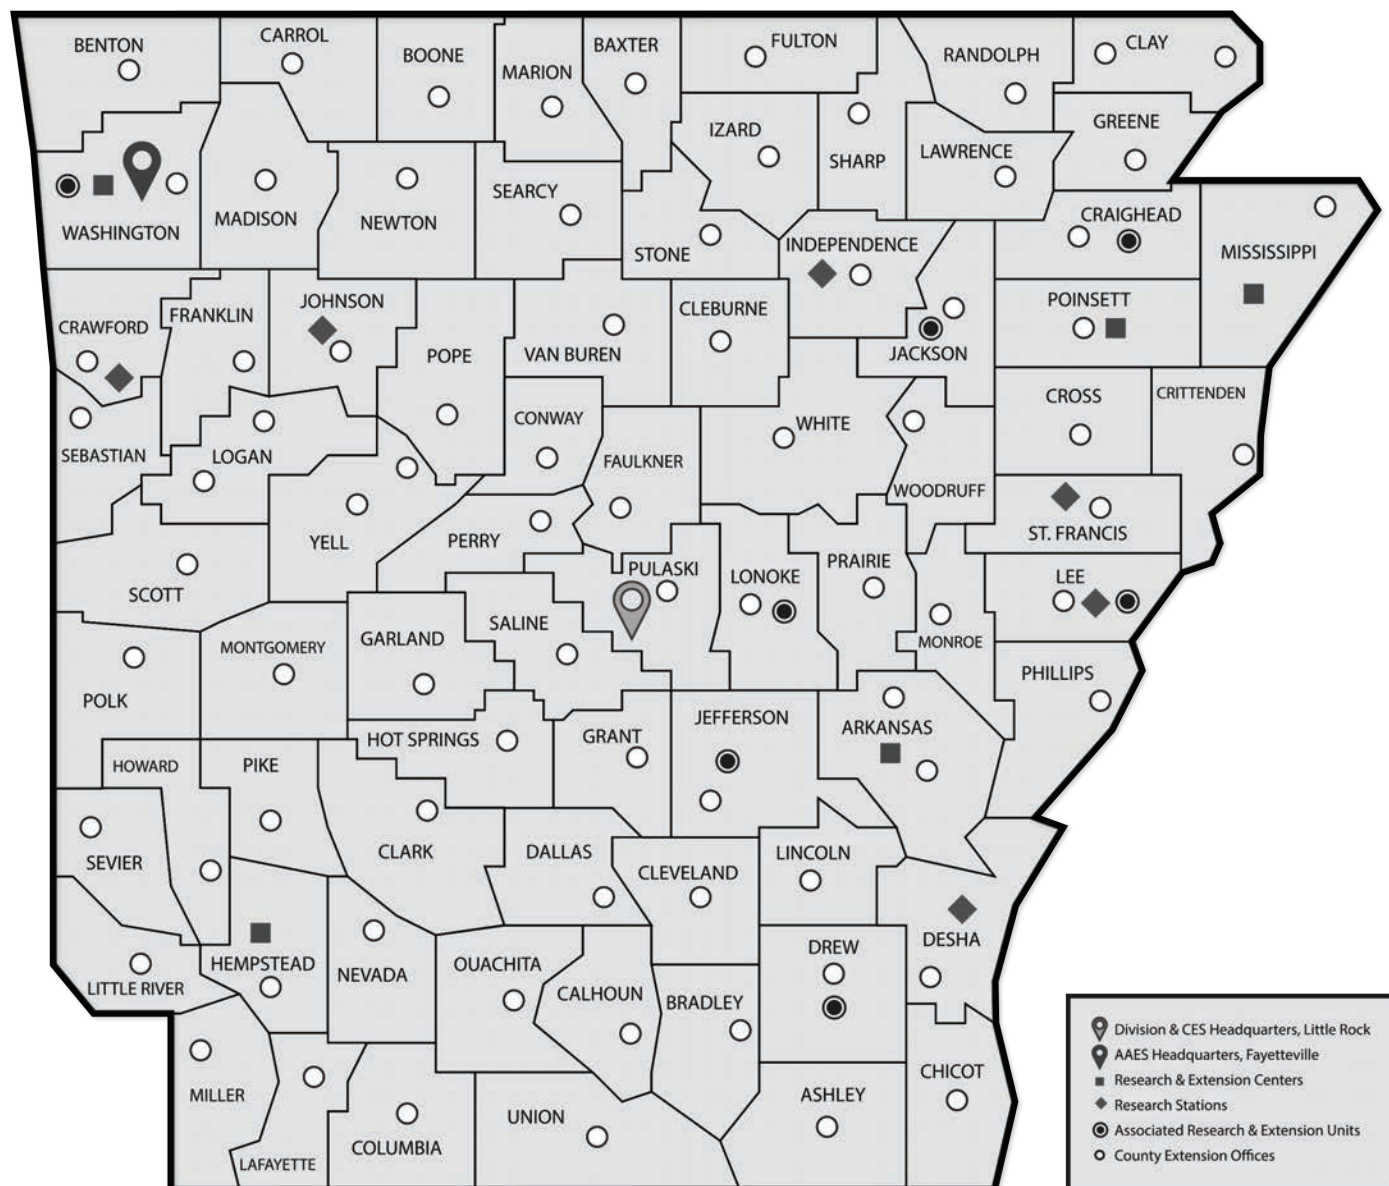 BENTON
CARROL
BOONE
MARION
BAXTER
FULTON
RANDOLPH
CLAY
IZARD
SHARP
LAWRENCE
GREENE
WASHINGTON
MADISON
NEWTON
SEARCY
STONE
INDEPENDENCE
CRAIGHEAD
MISSISSIPPI
CRAWFORD
FRANKLIN
JOHNSON
POPE
VAN BUREN
CLEBURNE
JACKSON
POINSETT
SEBASTIAN
LOGAN
CONWAY
FAULKNER
WHITE
WOODRUFF
CROSS
CRITTENDEN
SCOTT
YELL
PERRY
PULASKI
LONOKE
PRAIRIE
ST. FRANCIS
LEE
MONROE
PHILLIPS
POLK
MONTGOMERY
GARLAND
SALINE
HOT SPRINGS
GRANT
JEFFERSON
ARKANSAS
HOWARD
PIKE
SEVIER
CLARK
DALLAS
CLEVELAND
LINCOLN
DESHA
LITTLE RIVER
HEMPSTEAD
NEVADA
OUACHITA
CALHOUN
BRADLEY
DREW
CHICOT
MILLER
LAFAYETTE
COLUMBIA
UNION
ASHLEY
Division & CES Headquarters, Little Rock
AAES Headquarters, Fayetteville
Research & Extension Centers
Research Stations
Associated Research & Extension Units
County Extension Offices